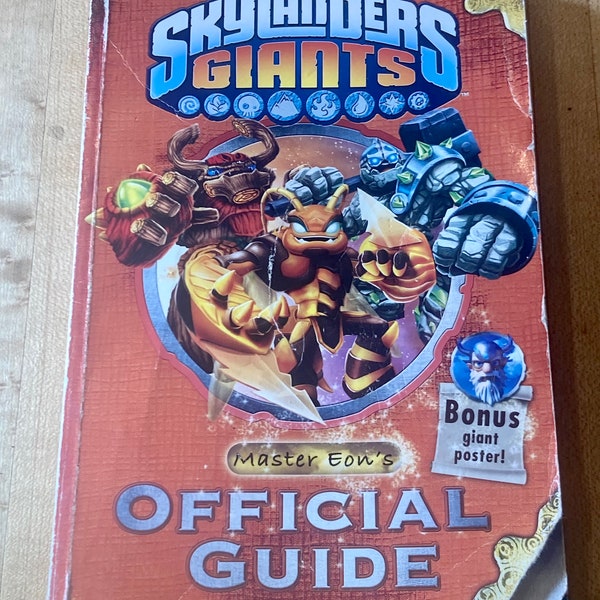 SKYLANDERS
GIANTS
Bonus
giant
poster!
Master Eon's
OFFICIAL
GUIDE